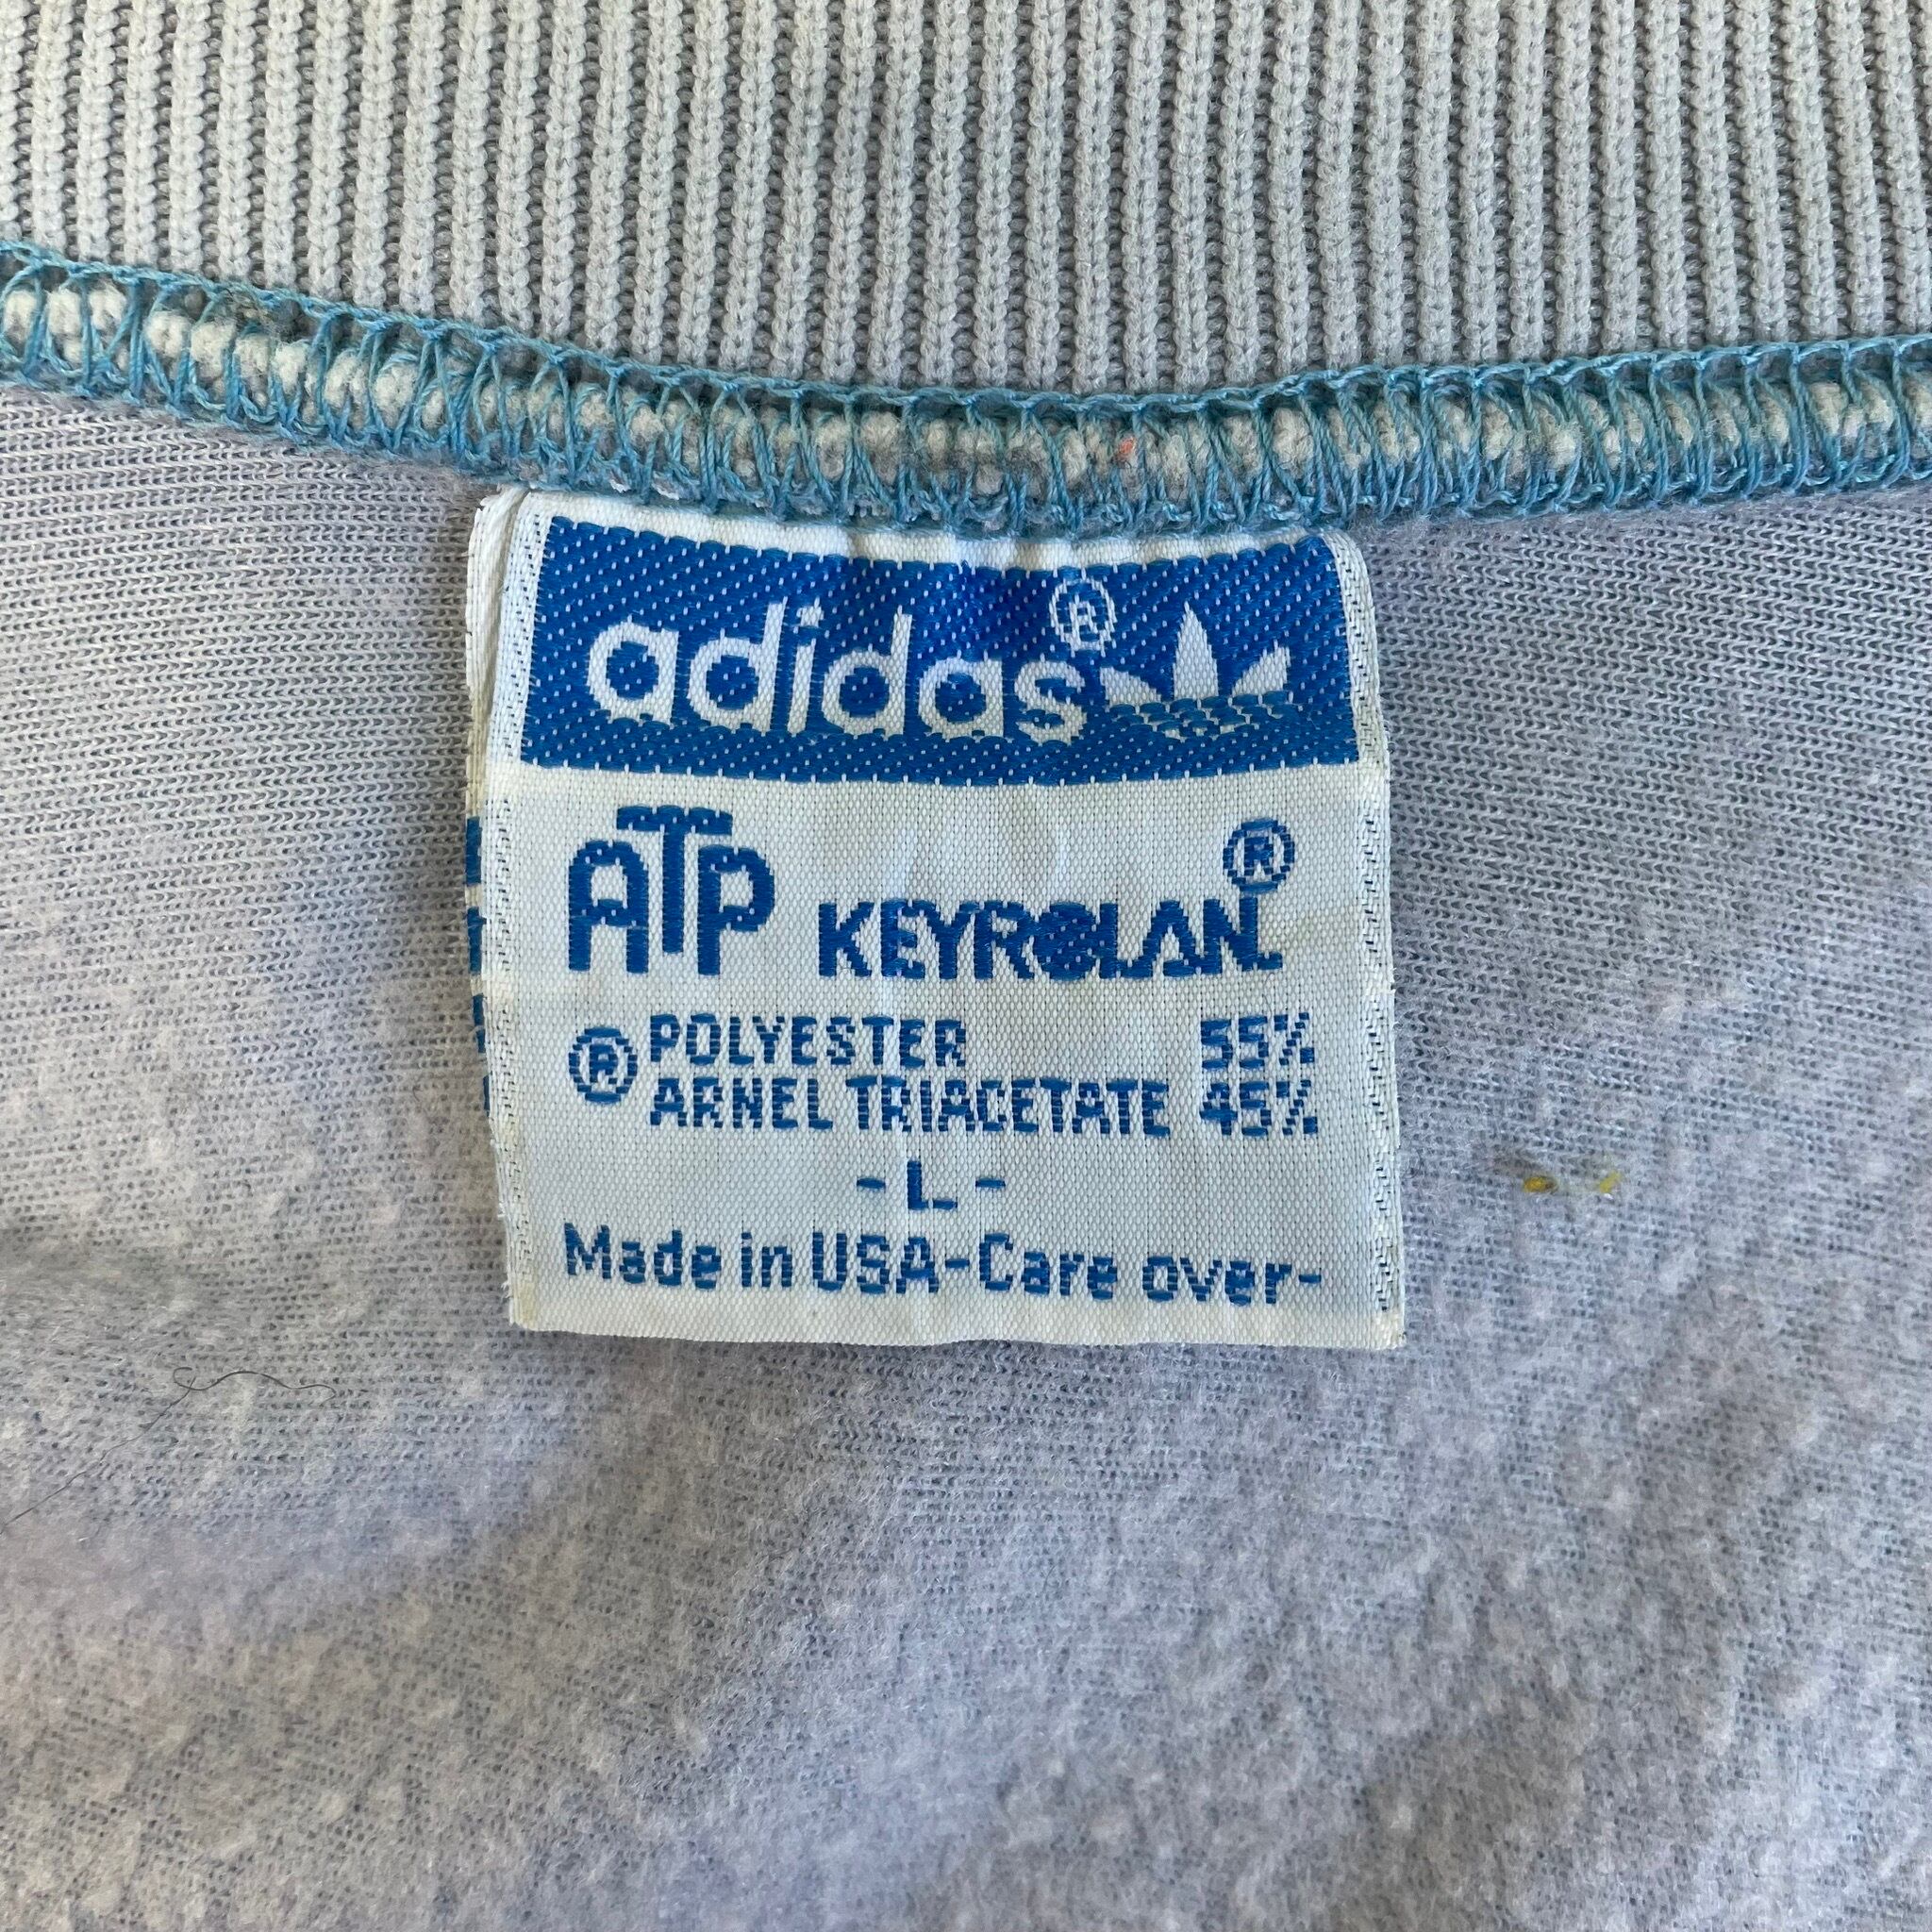 adidas®
ATP KEYROLAN®
® POLYESTER 55%
ARNEL TRIACETATE 45%
- L -
Made in USA-Care over-